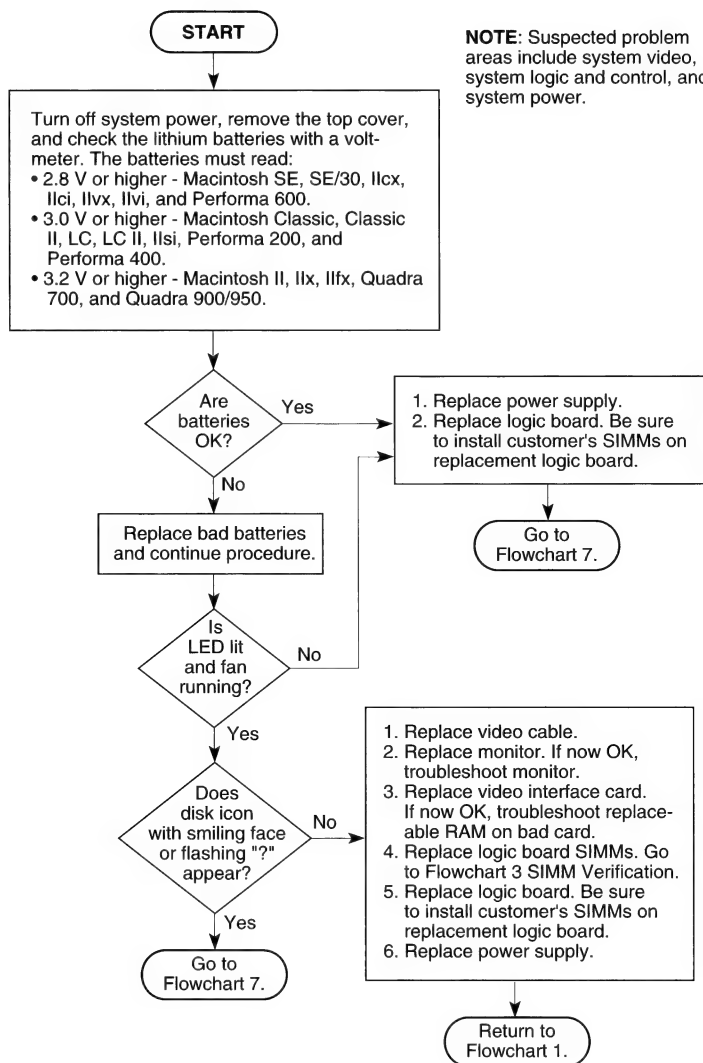 START
NOTE: Suspected problem
areas include system video,
system logic and control, and
system power.
Turn off system power, remove the top cover,
and check the lithium batteries with a volt-
meter. The batteries must read:
• 2.8 V or higher - Macintosh SE, SE/30, IIcx,
IIci, IIvx, IIvi, and Performa 600.
• 3.0 V or higher - Macintosh Classic, Classic
II, LC, LC II, IIsi, Performa 200, and
Performa 400.
• 3.2 V or higher - Macintosh II, IIx, IIfx, Quadra
700, and Quadra 900/950.
Are
batteries
OK?
Yes
1. Replace power supply.
2. Replace logic board. Be sure
to install customer's SIMMs on
replacement logic board.
No
Go to
Flowchart 7.
Replace bad batteries
and continue procedure.
Is
LED lit
and fan
running?
No
Yes
Does
disk icon
with smiling face
or flashing "?"
appear?
No
1. Replace video cable.
2. Replace monitor. If now OK,
troubleshoot monitor.
3. Replace video interface card.
If now OK, troubleshoot replace-
able RAM on bad card.
4. Replace logic board SIMMs. Go
to Flowchart 3 SIMM Verification.
5. Replace logic board. Be sure
to install customer's SIMMs on
replacement logic board.
6. Replace power supply.
Yes
Go to
Flowchart 7.
Return to
Flowchart 1.